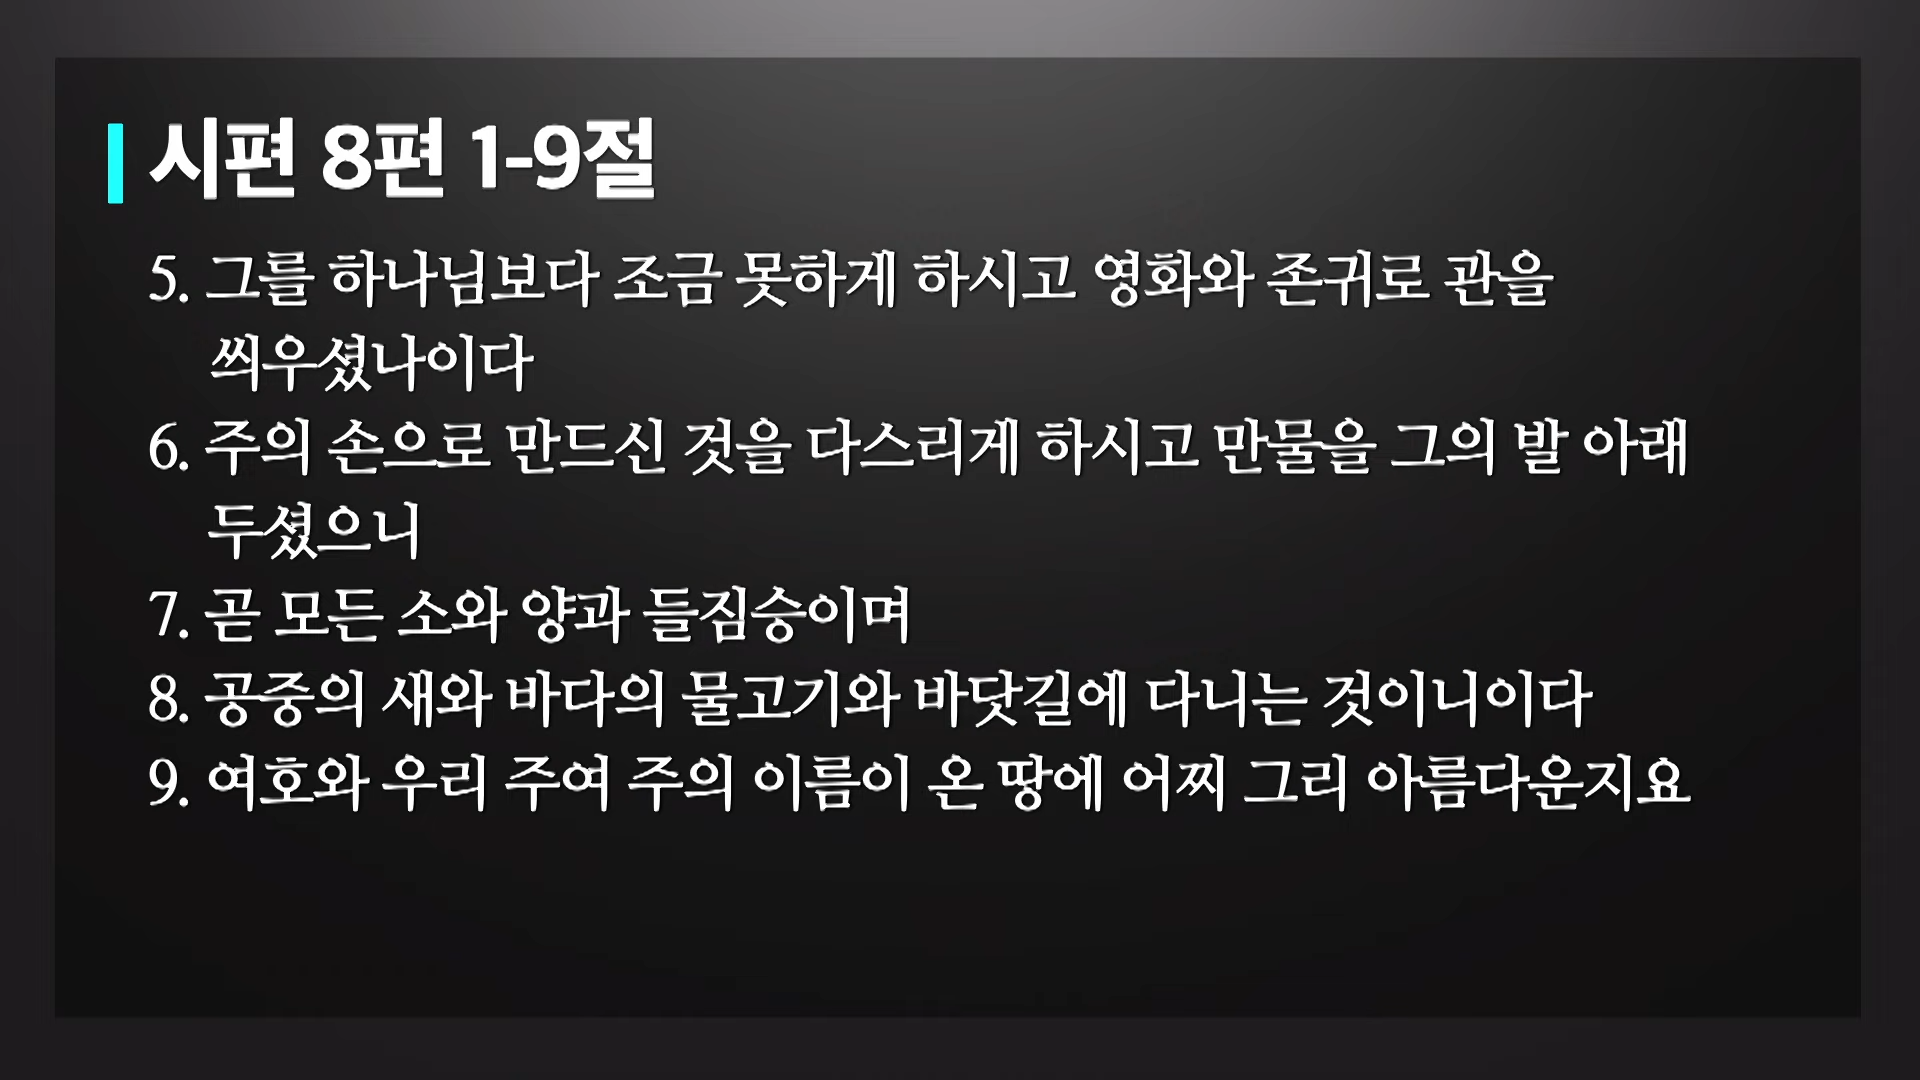 시편 8편 1-9절
5. 그를 하나님보다 조금 못하게 하시고 영화와 존귀로 관을
씌우셨나이다
6. 주의 손으로 만드신 것을 다스리게 하시고 만물을 그의 발 아래
두셨으니
7. 곧 모든 소와 양과 들짐승이며
8. 공중의 새와 바다의 물고기와 바닷길에 다니는 것이니이다
9. 여호와 우리 주여 주의 이름이 온 땅에 어찌 그리 아름다운지요